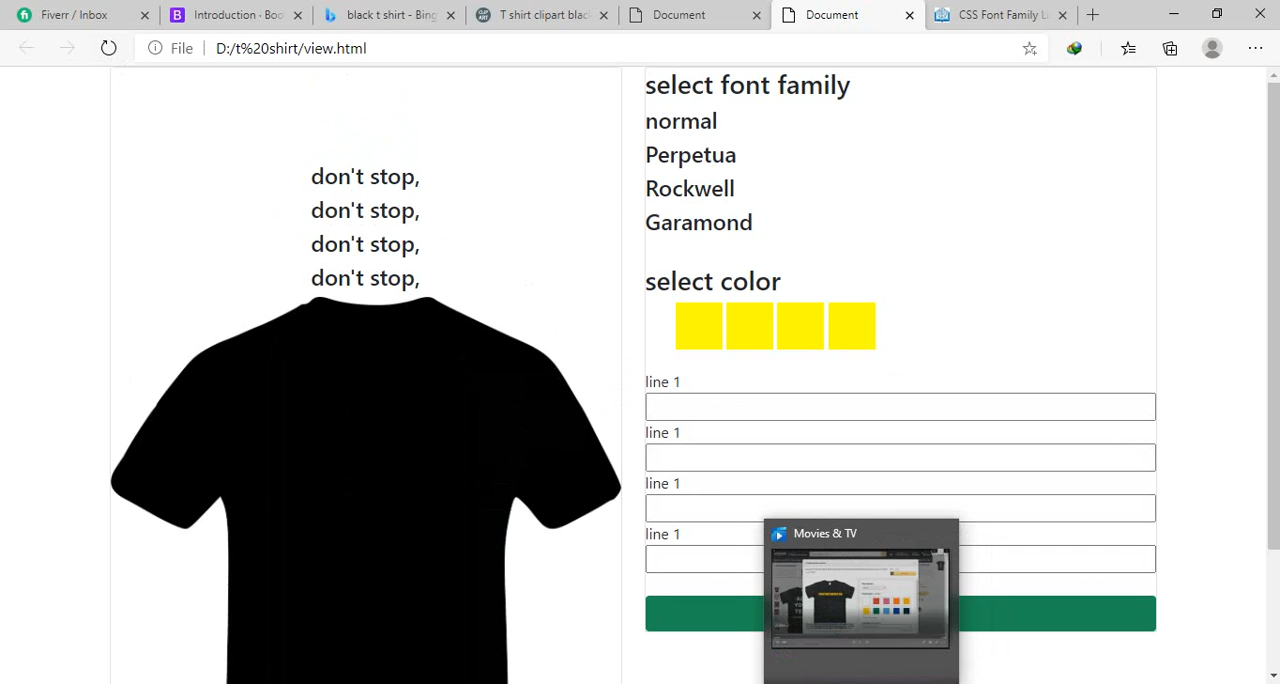 Fiverr / Inbox
Introduction · Boo
black t shirt - Bing
T shirt clipart blac
Document
Document
CSS Font Family Li
File
D:/t%20shirt/view.html
don't stop,
don't stop,
don't stop,
don't stop,
select font family
normal
Perpetua
Rockwell
Garamond
select color
line 1
line 1
line 1
line 1
Movies & TV